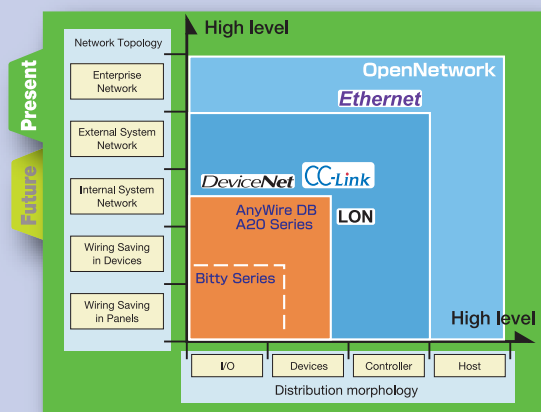 Network Topology
High level
Present
Future
Enterprise
Network
External System
Network
Internal System
Network
Wiring Saving
in Devices
Wiring Saving
in Panels
OpenNetwork
Ethernet
DeviceNet
CC-Link
AnyWire DB
A20 Series
LON
Bitty Series
High level
I/O
Devices
Controller
Host
Distribution morphology